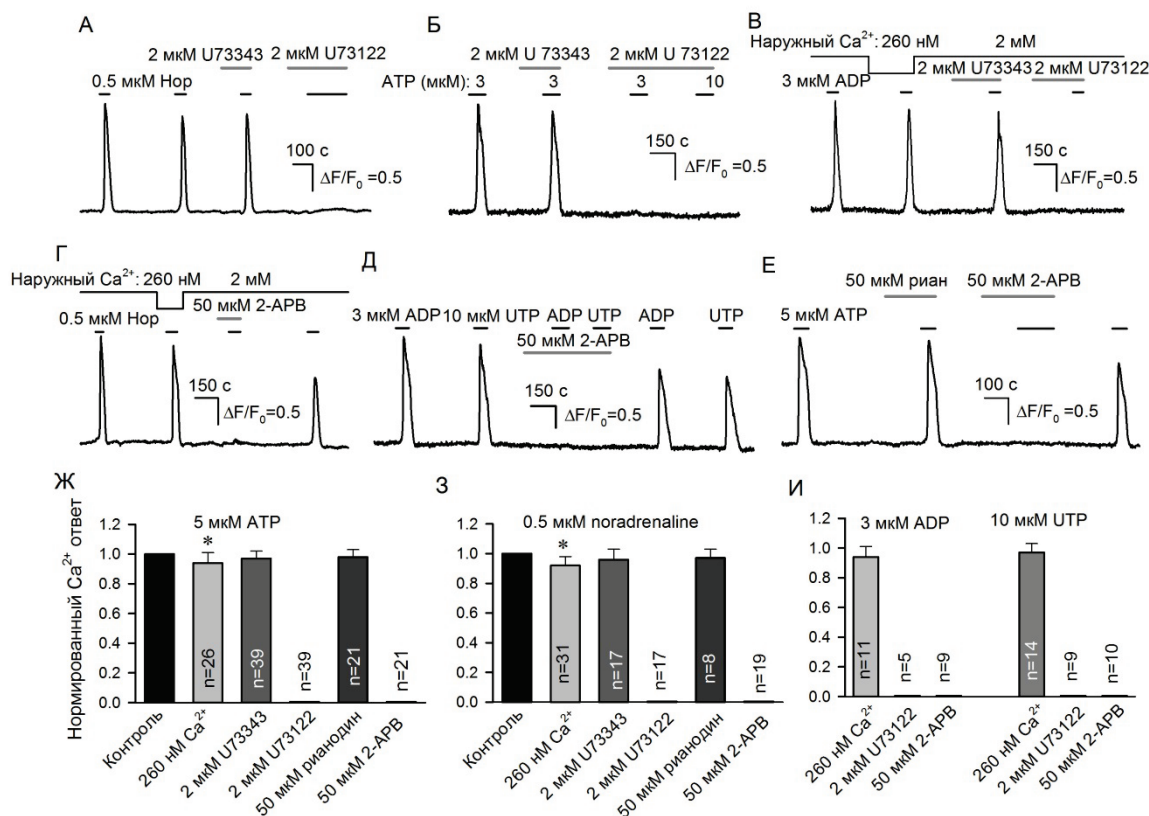 А
2 мкМ U73343
2 мкМ U73122
0.5 мкМ Нор
100 с
ΔF/F₀ =0.5
Б
2 мкМ U 73343
2 мкМ U 73122
АТР (мкМ): 3
3
3
10
150 с
ΔF/F₀ =0.5
В
Наружный Ca²⁺: 260 нМ
2 мМ
2 мкМ U73343
2 мкМ U73122
3 мкМ ADP
150 с
ΔF/F₀ =0.5
Г
Наружный Ca²⁺: 260 нМ
2 мМ
50 мкМ 2-APB
0.5 мкМ Нор
150 с
ΔF/F₀=0.5
Д
3 мкМ ADP
10 мкМ UTP
ADP
UTP
ADP
UTP
50 мкМ 2-APB
150 с
ΔF/F₀=0.5
Е
50 мкМ риан
50 мкМ 2-APB
5 мкМ ATP
100 с
ΔF/F₀=0.5
Ж
Нормированный Ca²⁺ ответ
5 мкМ ATP
1.2
1.0
0.8
0.6
0.4
0.2
0.0
*
n=26
n=39
n=39
n=21
n=21
Контроль
260 нМ Ca²⁺
2 мкМ U73343
2 мкМ U73122
50 мкМ рианодин
50 мкМ 2-APB
З
0.5 мкМ noradrenaline
1.2
1.0
0.8
0.6
0.4
0.2
0.0
*
n=31
n=17
n=17
n=8
n=19
Контроль
260 нМ Ca²⁺
2 мкМ U73343
2 мкМ U73122
50 мкМ рианодин
50 мкМ 2-APB
И
3 мкМ ADP
10 мкМ UTP
1.2
1.0
0.8
0.6
0.4
0.2
0.0
n=11
n=5
n=9
n=14
n=9
n=10
260 нМ Ca²⁺
2 мкМ U73122
50 мкМ 2-APB
260 нМ Ca²⁺
2 мкМ U73122
50 мкМ 2-APB